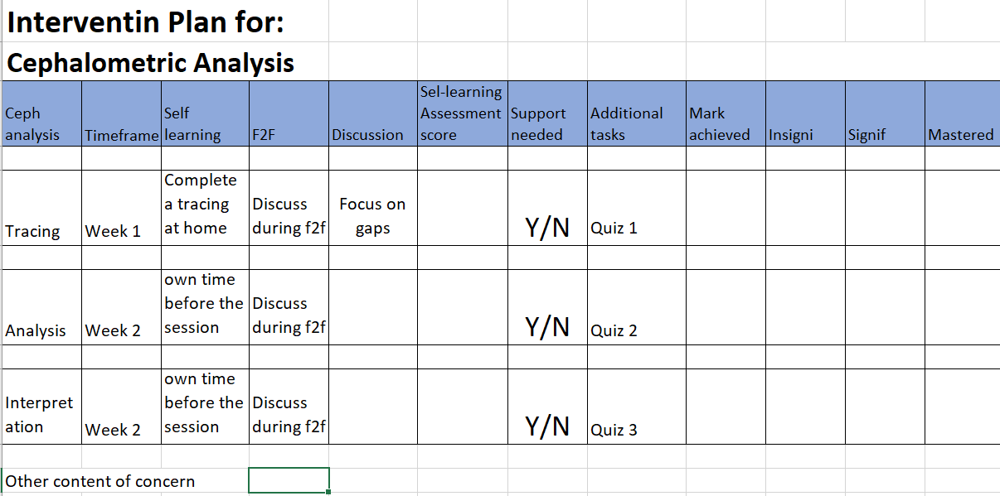 Interventin Plan for:
Cephalometric Analysis
Ceph
analysis
Timeframe
Self
learning
F2F
Discussion
Sel-learning
Assessment
score
Support
needed
Additional
tasks
Mark
achieved
Insigni
Signif
Mastered
Tracing
Week 1
Complete
a tracing
at home
Discuss
during f2f
Focus on
gaps
Y/N
Quiz 1
Analysis
Week 2
own time
before the
session
Discuss
during f2f
Y/N
Quiz 2
Interpret
ation
Week 2
own time
before the
session
Discuss
during f2f
Y/N
Quiz 3
Other content of concern